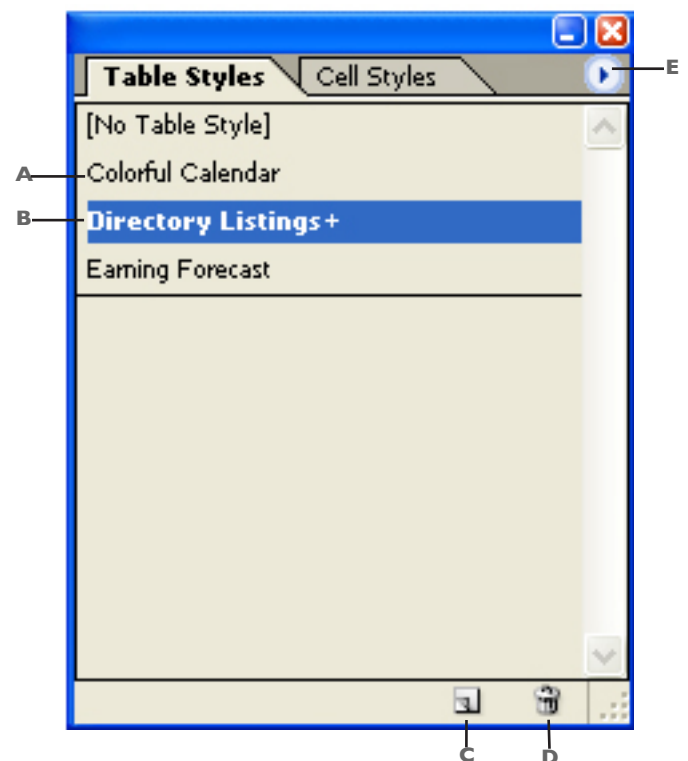 Table Styles Cell Styles
E
[No Table Style]
A Colorful Calendar
B Directory Listings+
Earning Forecast
C D